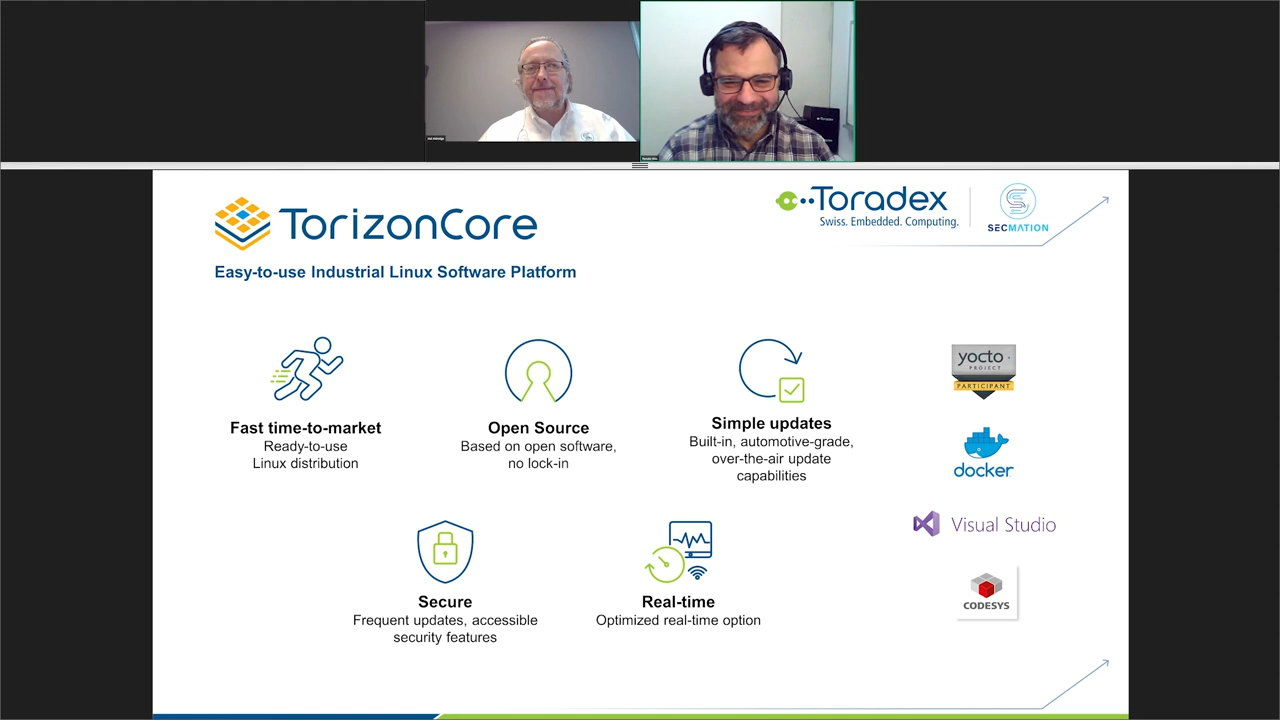 Toradex
TorizonCore
Toradex
Swiss. Embedded. Computing.
SECMATION
Easy-to-use Industrial Linux Software Platform
Fast time-to-market
Ready-to-use
Linux distribution
Open Source
Based on open software,
no lock-in
Simple updates
Built-in, automotive-grade,
over-the-air update
capabilities
yocto
PROJECT
PARTICIPANT
docker
Visual Studio
CODESYS
Secure
Frequent updates, accessible
security features
Real-time
Optimized real-time option